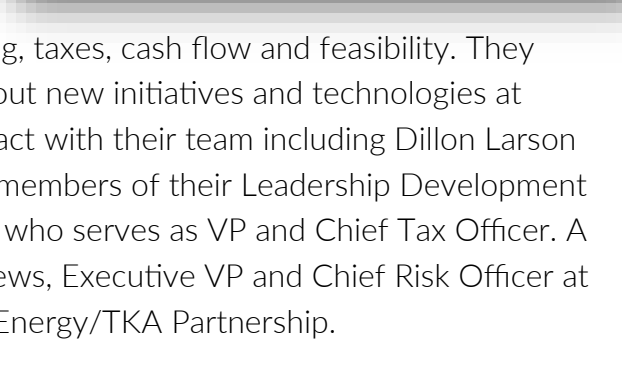 g, taxes, cash flow and feasibility. They
out new initiatives and technologies at
act with their team including Dillon Larson
members of their Leadership Development
who serves as VP and Chief Tax Officer. A
ews, Executive VP and Chief Risk Officer at
Energy/TKA Partnership.